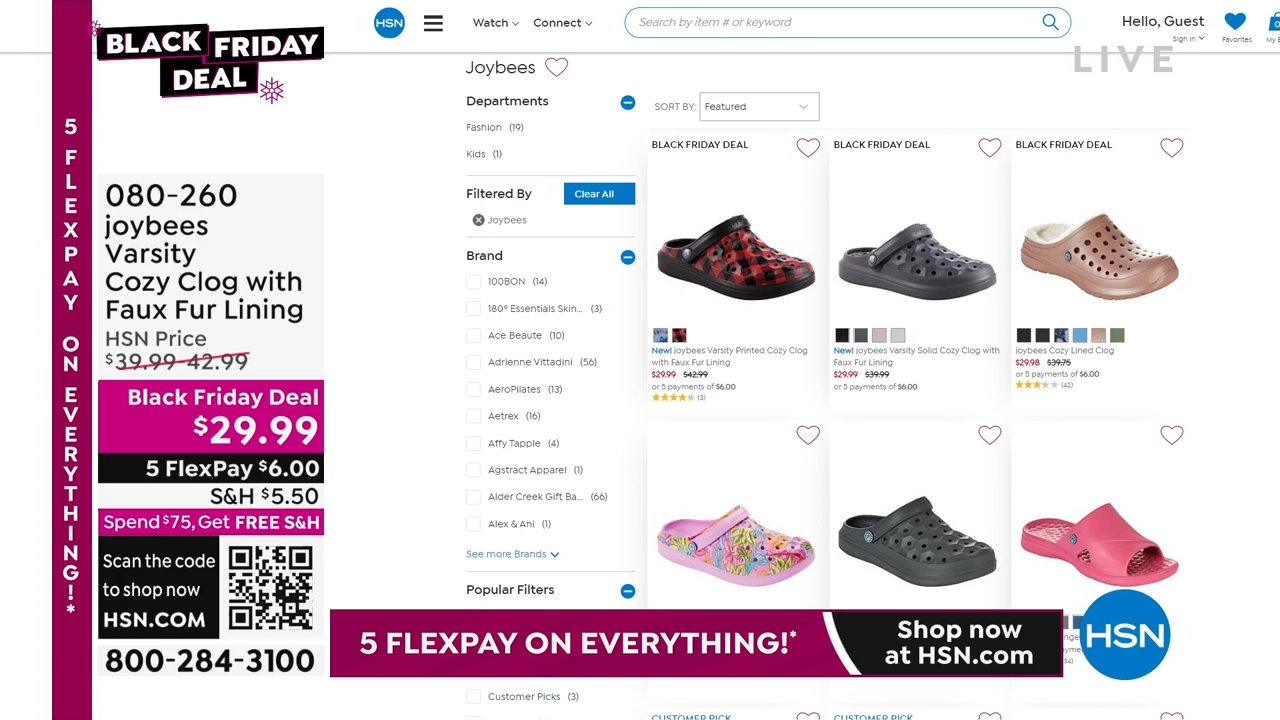 BLACK FRIDAY
DEAL
5 FLEXPAY ON EVERYTHING!*
080-260
joybees
Varsity
Cozy Clog with
Faux Fur Lining
HSN Price
$39.99-42.99
Black Friday Deal
$29.99
5 FlexPay $6.00
S&H $5.50
Spend $75, Get FREE S&H
Scan the code
to shop now
HSN.COM
800-284-3100
HSN
Watch
Connect
Search by item # or keyword
Hello, Guest
Sign In
Favorites
LIVE
Joybees
Departments
Fashion (19)
Kids (1)
Filtered By
Clear All
Joybees
Brand
100BON (14)
180º Essentials Skin... (3)
Ace Beaute (10)
Adrienne Vittadini (56)
AeroPilates (13)
Aetrex (16)
Affy Tapple (4)
Agstract Apparel (1)
Alder Creek Gift Ba... (66)
Alex & Ani (1)
See more Brands
Popular Filters
Customer Picks (3)
SORT BY: Featured
BLACK FRIDAY DEAL
New! joybees Varsity Printed Cozy Clog
with Faux Fur Lining
$29.99 $42.99
or 5 payments of $6.00
(3)
BLACK FRIDAY DEAL
New! joybees Varsity Solid Cozy Clog with
Faux Fur Lining
$29.99 $39.99
or 5 payments of $6.00
BLACK FRIDAY DEAL
joybees Cozy Lined Clog
$29.98 $39.75
or 5 payments of $6.00
(42)
5 FLEXPAY ON EVERYTHING!*
Shop now
at HSN.com
HSN
CUSTOMER PICK
CUSTOMER PICK